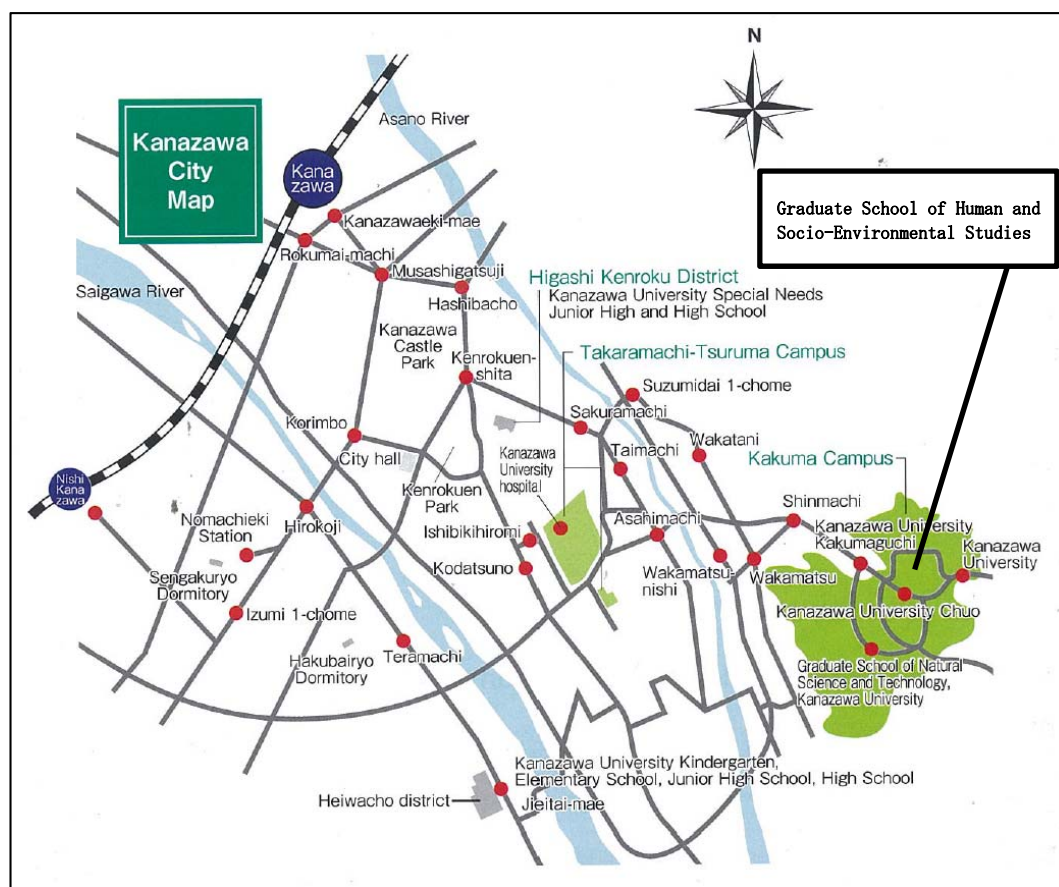 N
Kanazawa
City
Map
Asano River
Kana
zawa
Graduate School of Human and
Socio-Environmental Studies
Kanazawaeki-mae
Rokumai-machi
Musashigatsuji
Higashi Kenroku District
Kanazawa University Special Needs
Junior High and High School
Saigawa River
Hashibacho
Kanazawa
Castle
Park
Kenrokuen-
shita
Takaramachi-Tsuruma Campus
Suzumidai 1-chome
Sakuramachi
Korimbo
City hall
Taimachi
Wakatani
Kanazawa
University
hospital
Kakuma Campus
Nishi
Kana
zawa
Kenrokuen
Park
Shinmachi
Nomachieki
Station
Hirokoji
Ishibikihiromi
Asahimachi
Kanazawa University
Kakumaguchi
Kanazawa
University
Kodatsuno
Sengakuryo
Dormitory
Wakamatsu-
nishi
Wakamatsu
Izumi 1-chome
Kanazawa University Chuo
Hakubairyo
Dormitory
Teramachi
Graduate School of Natural
Science and Technology,
Kanazawa University
Kanazawa University Kindergarten,
Elementary School, Junior High School, High School
Heiwacho district
Jieitai-mae